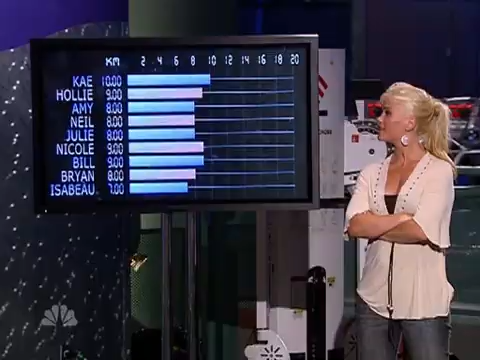 KM 2 4 6 8 10 12 14 16 18 20
KAE 10.00
HOLLIE 9.00
AMY 8.00
NEIL 8.00
JULIE 8.00
NICOLE 9.00
BILL 9.00
BRYAN 8.00
ISABEAU 7.00